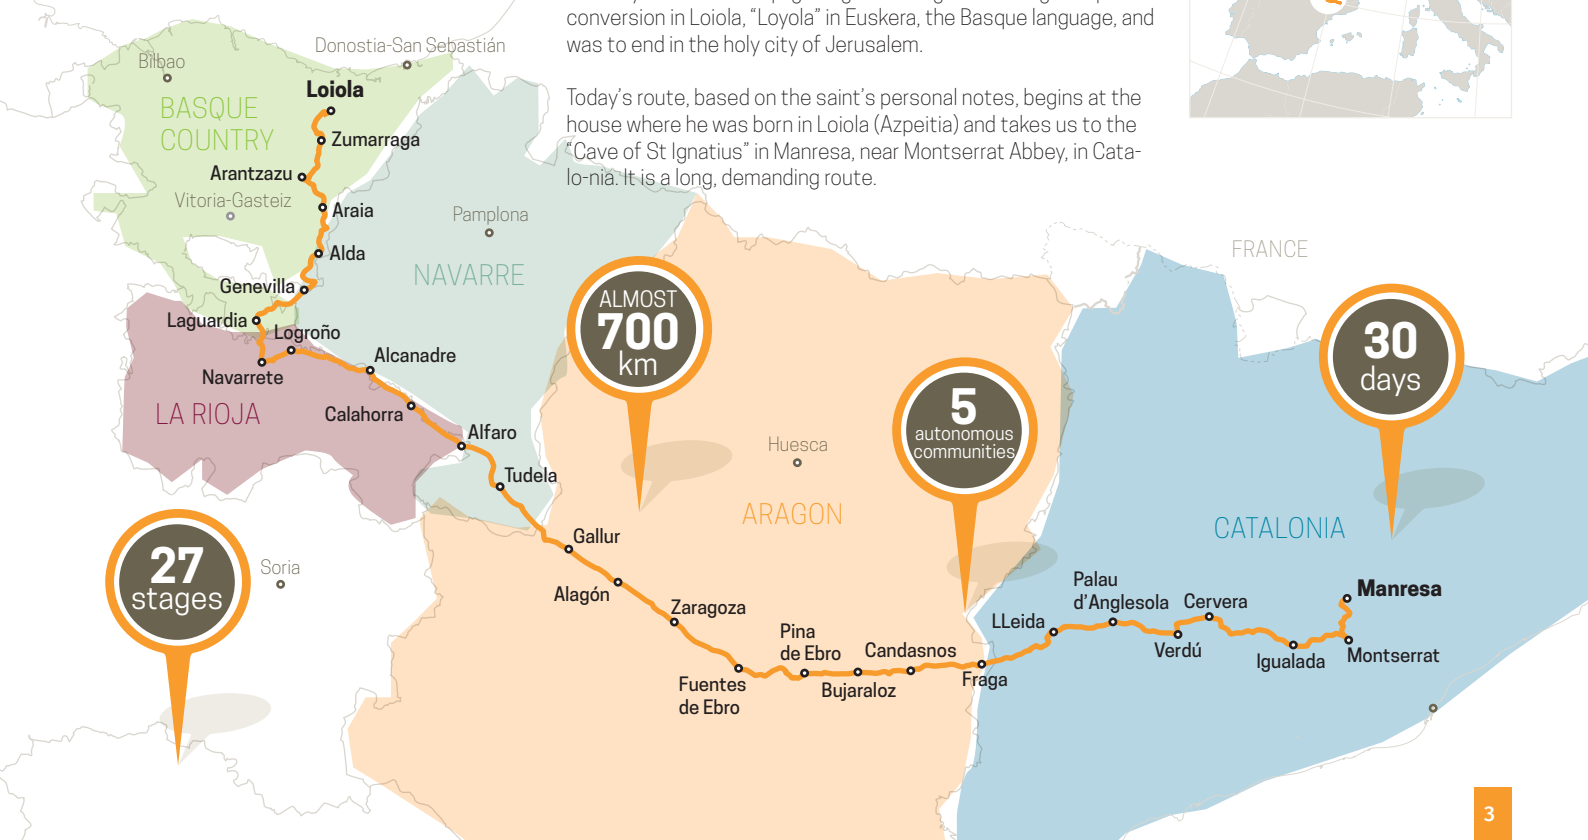 conversion in Loiola, “Loyola” in Euskera, the Basque language, and
was to end in the holy city of Jerusalem.
Today’s route, based on the saint’s personal notes, begins at the
house where he was born in Loiola (Azpeitia) and takes us to the
“Cave of St Ignatius” in Manresa, near Montserrat Abbey, in Cata-
lo-nia. It is a long, demanding route.
Donostia-San Sebastián
Bilbao
Loiola
BASQUE
COUNTRY
Zumarraga
Arantzazu
Vitoria-Gasteiz
Araia
Pamplona
Alda
NAVARRE
FRANCE
Genevilla
Laguardia
Logroño
Alcanadre
Navarrete
LA RIOJA
Calahorra
Alfaro
Tudela
ALMOST
700
km
5
autonomous
communities
30
days
Huesca
ARAGON
CATALONIA
27
stages
Soria
Gallur
Alagón
Zaragoza
Fuentes
de Ebro
Pina
de Ebro
Bujaraloz
Candasnos
Fraga
LLeida
Palau
d’Anglesola
Cervera
Verdú
Igualada
Manresa
Montserrat
3